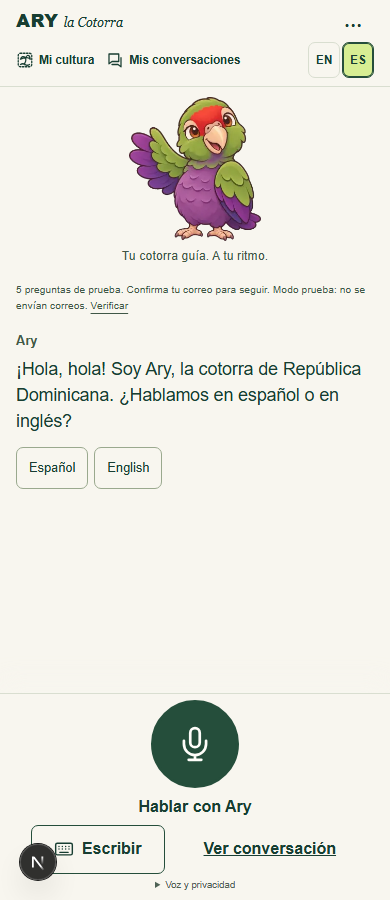 ARY la Cotorra
...
Mi cultura Mis conversaciones EN ES
Tu cotorra guía. A tu ritmo.
5 preguntas de prueba. Confirma tu correo para seguir. Modo prueba: no se
envían correos. Verificar
Ary
¡Hola, hola! Soy Ary, la cotorra de República
Dominicana. ¿Hablamos en español o en
inglés?
Español English
Hablar con Ary
N Escribir Ver conversación
Voz y privacidad